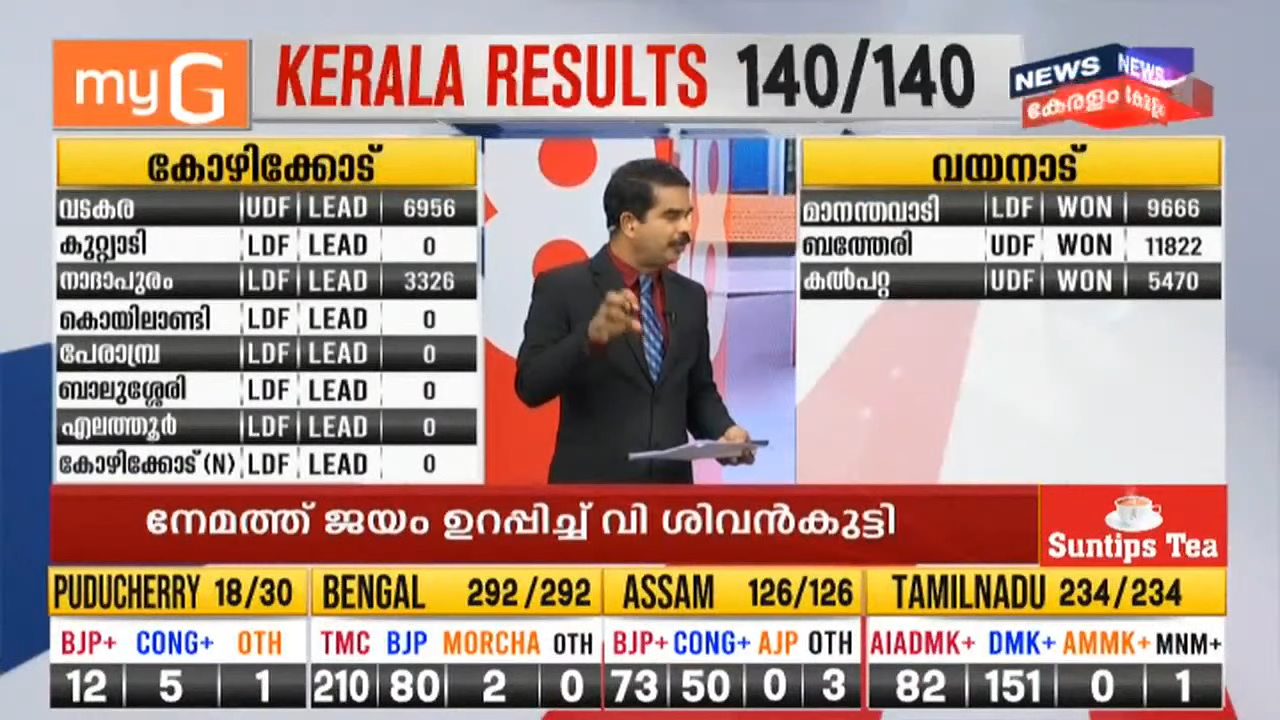 myG
KERALA RESULTS 140/140
NEWS NEWS
കേരളം
കോഴിക്കോട്
വടകര UDF LEAD 6956
കുറ്റ്യാടി LDF LEAD 0
നാദാപുരം LDF LEAD 3326
കൊയിലാണ്ടി LDF LEAD 0
പേരാമ്പ്ര LDF LEAD 0
ബാലുശ്ശേരി LDF LEAD 0
എലത്തൂർ LDF LEAD 0
കോഴിക്കോട് (N) LDF LEAD 0
വയനാട്
മാനന്തവാടി LDF WON 9666
ബത്തേരി UDF WON 11822
കൽപറ്റ UDF WON 5470
നേമത്ത് ജയം ഉറപ്പിച്ച് വി ശിവൻകുട്ടി
Suntips Tea
PUDUCHERRY 18/30
BJP+ CONG+ OTH
12 5 1
BENGAL 292/292
TMC BJP MORCHA OTH
210 80 2 0
ASSAM 126/126
BJP+ CONG+ AJP OTH
73 50 0 3
TAMILNADU 234/234
AIADMK+ DMK+ AMMK+ MNM+
82 151 0 1